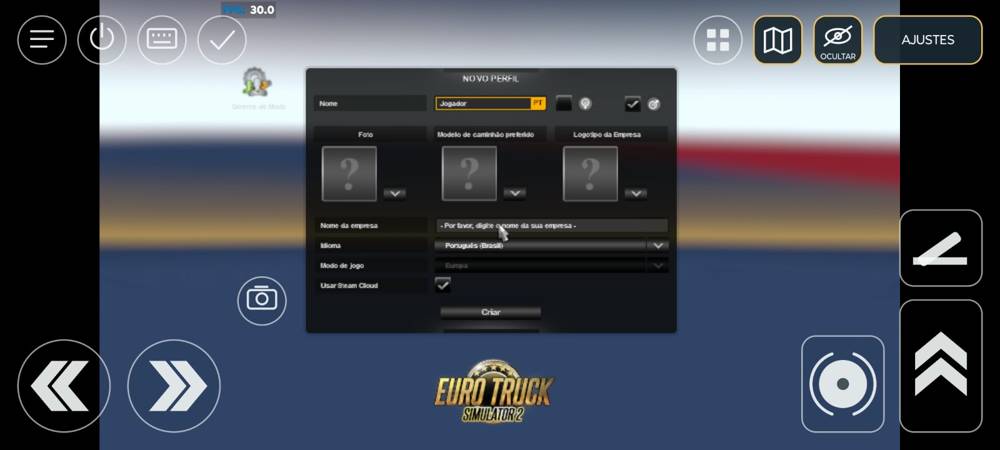 30.0
OCULTAR
AJUSTES
NOVO PERFIL
Nome
Jogador
PT
Foto
Modelo de caminhão preferido
Logotipo da Empresa
?
?
?
Nome da empresa
- Por favor, digite o nome da sua empresa -
Idioma
Português (Brasil)
Modo de jogo
Europa
Usar Steam Cloud
Criar
EURO TRUCK
SIMULATOR 2